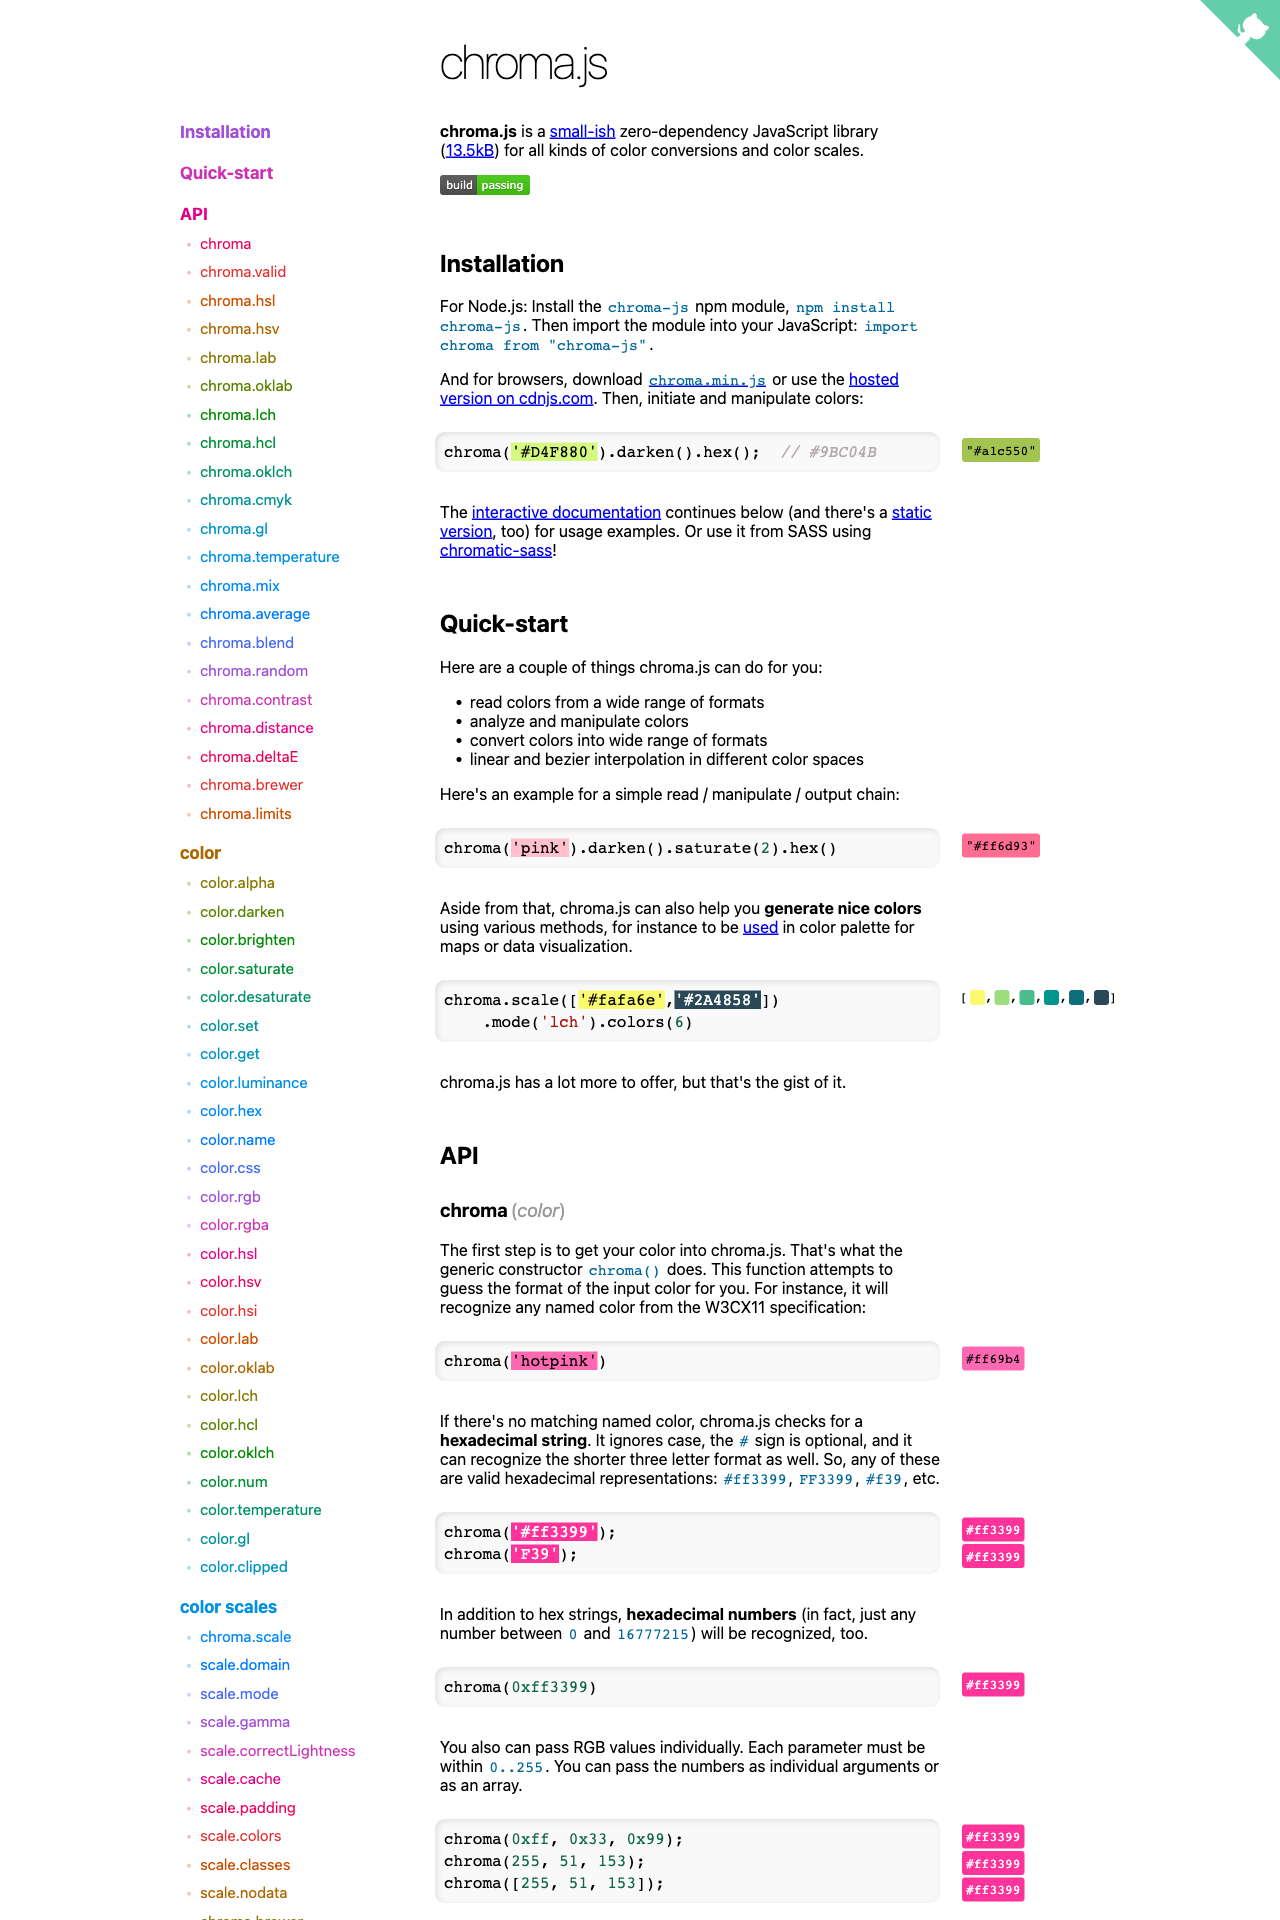 chroma.js
Installation
Quick-start
API
chroma
chroma.valid
chroma.hsl
chroma.hsv
chroma.lab
chroma.oklab
chroma.lch
chroma.hcl
chroma.oklch
chroma.cmyk
chroma.gl
chroma.temperature
chroma.mix
chroma.average
chroma.blend
chroma.random
chroma.contrast
chroma.distance
chroma.deltaE
chroma.brewer
chroma.limits
color
color.alpha
color.darken
color.brighten
color.saturate
color.desaturate
color.set
color.get
color.luminance
color.hex
color.name
color.css
color.rgb
color.rgba
color.hsl
color.hsv
color.hsi
color.lab
color.oklab
color.lch
color.hcl
color.oklch
color.num
color.temperature
color.gl
color.clipped
color scales
chroma.scale
scale.domain
scale.mode
scale.gamma
scale.correctLightness
scale.cache
scale.padding
scale.colors
scale.classes
scale.nodata
chroma.js is a small-ish zero-dependency JavaScript library
(13.5kB) for all kinds of color conversions and color scales.
build passing
Installation
For Node.js: Install the chroma-js npm module, npm install
chroma-js. Then import the module into your JavaScript: import
chroma from "chroma-js".
And for browsers, download chroma.min.js or use the hosted
version on cdnjs.com. Then, initiate and manipulate colors:
chroma('#D4F880').darken().hex();  // #9BC04B
"#a1c550"
The interactive documentation continues below (and there's a static
version, too) for usage examples. Or use it from SASS using
chromatic-sass!
Quick-start
Here are a couple of things chroma.js can do for you:
• read colors from a wide range of formats
• analyze and manipulate colors
• convert colors into wide range of formats
• linear and bezier interpolation in different color spaces
Here's an example for a simple read / manipulate / output chain:
chroma('pink').darken().saturate(2).hex()
"#ff6d93"
Aside from that, chroma.js can also help you generate nice colors
using various methods, for instance to be used in color palette for
maps or data visualization.
chroma.scale(['#fafa6e','#2A4858'])
.mode('lch').colors(6)
[ , , , , , ]
chroma.js has a lot more to offer, but that's the gist of it.
API
chroma (color)
The first step is to get your color into chroma.js. That's what the
generic constructor chroma() does. This function attempts to
guess the format of the input color for you. For instance, it will
recognize any named color from the W3CX11 specification:
chroma('hotpink')
#ff69b4
If there's no matching named color, chroma.js checks for a
hexadecimal string. It ignores case, the # sign is optional, and it
can recognize the shorter three letter format as well. So, any of these
are valid hexadecimal representations: #ff3399, FF3399, #f39, etc.
chroma('#ff3399');
chroma('F39');
#ff3399
#ff3399
In addition to hex strings, hexadecimal numbers (in fact, just any
number between 0 and 16777215) will be recognized, too.
chroma(0xff3399)
#ff3399
You also can pass RGB values individually. Each parameter must be
within 0..255. You can pass the numbers as individual arguments or
as an array.
chroma(0xff, 0x33, 0x99);
chroma(255, 51, 153);
chroma([255, 51, 153]);
#ff3399
#ff3399
#ff3399